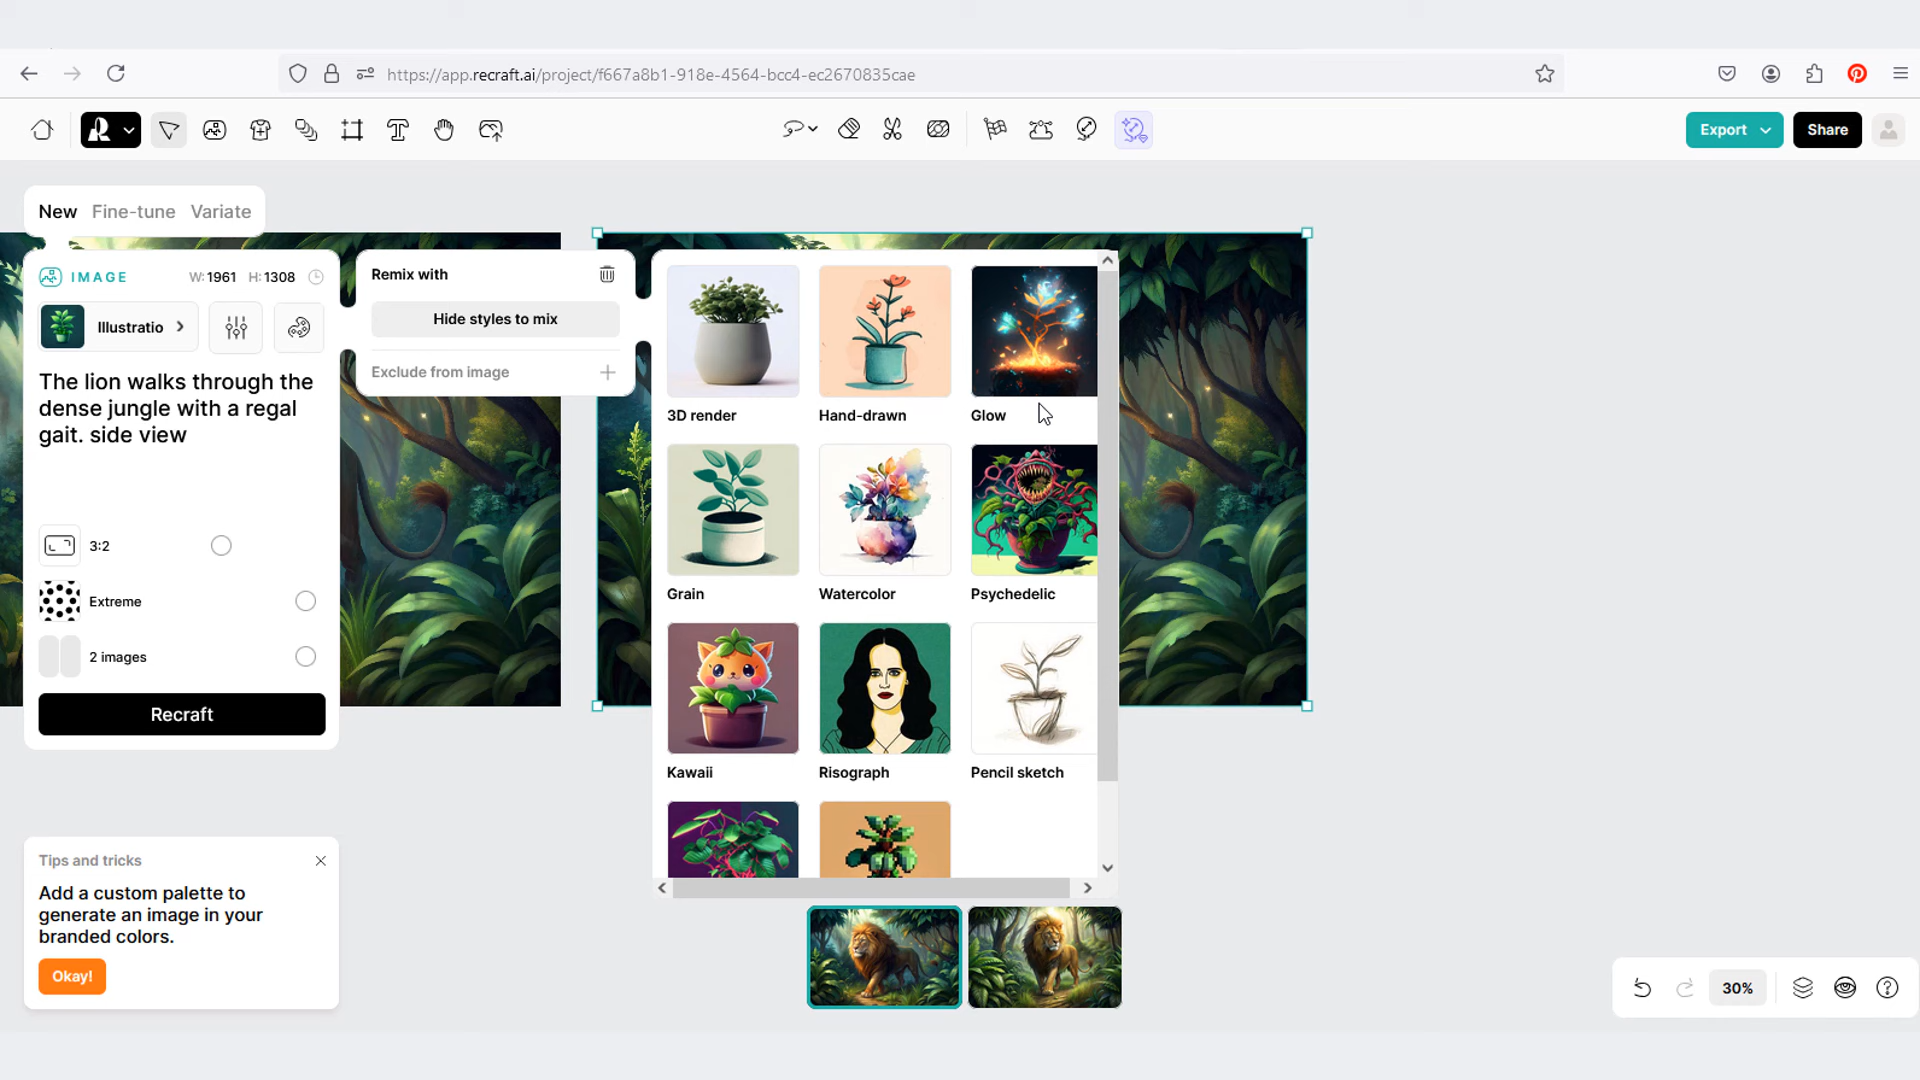 https://app.recraft.ai/project/f667a8b1-918e-4564-bcc4-ec2670835cae
Export
Share
New
Fine-tune
Variate
IMAGE
W:1961
H:1308
Illustratio
The lion walks through the
dense jungle with a regal
gait. side view
3:2
Extreme
2 images
Recraft
Remix with
Hide styles to mix
Exclude from image
3D render
Hand-drawn
Glow
Grain
Watercolor
Psychedelic
Kawaii
Risograph
Pencil sketch
Tips and tricks
Add a custom palette to
generate an image in your
branded colors.
Okay!
30%